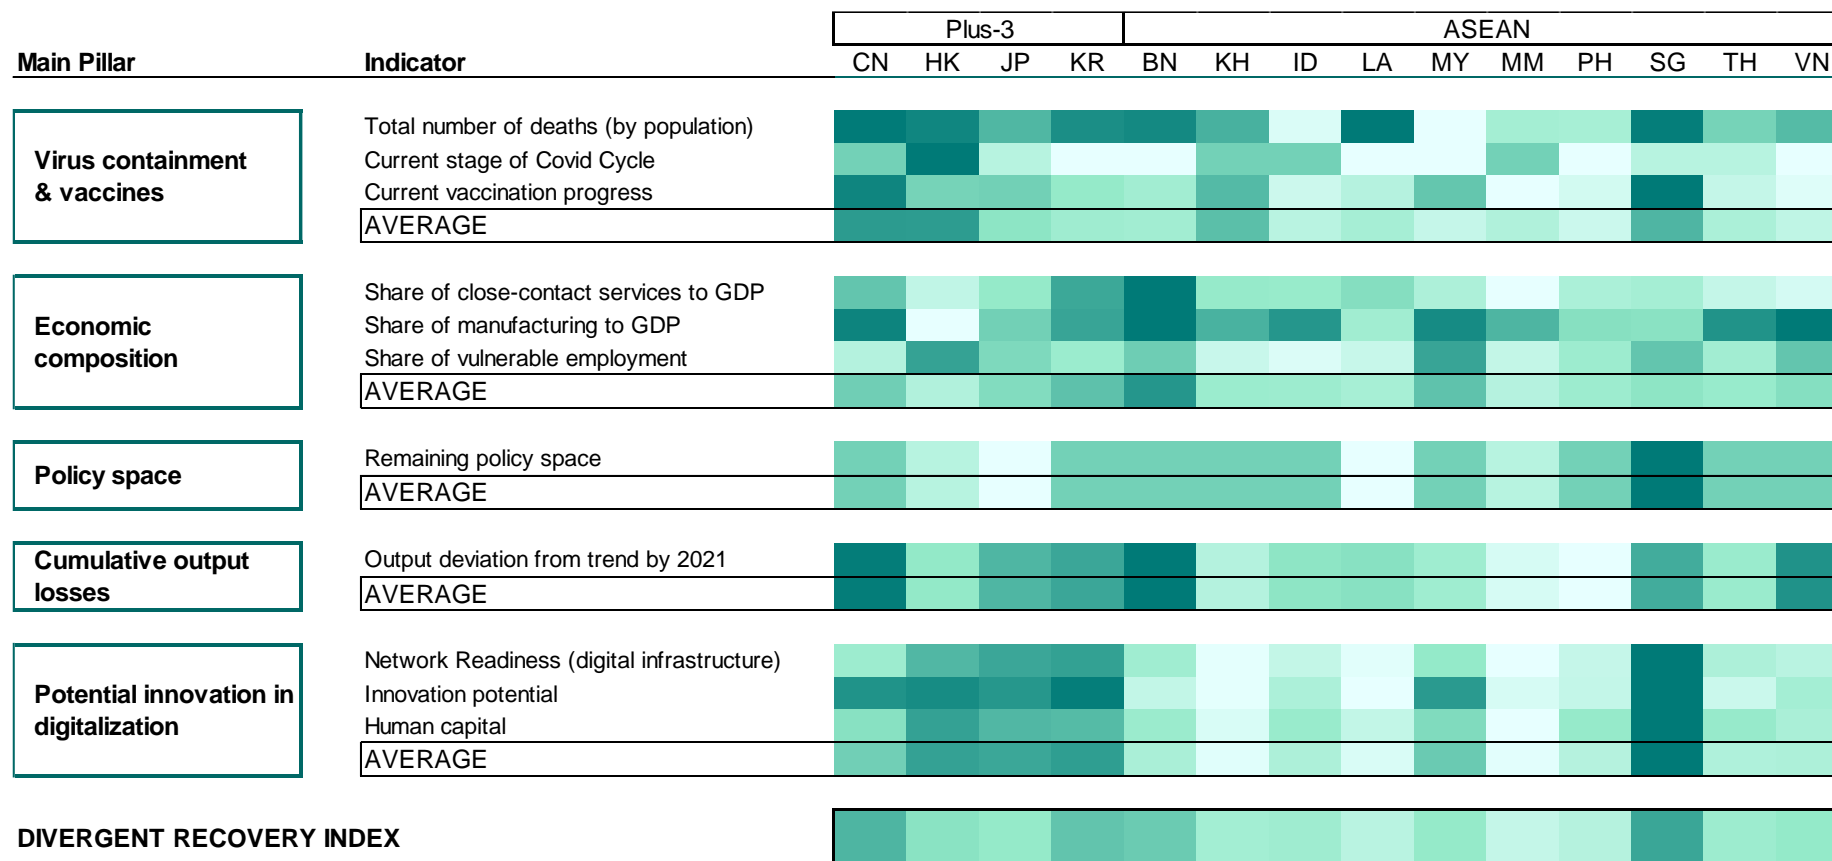 Plus-3 ASEAN
Main Pillar Indicator CN HK JP KR BN KH ID LA MY MM PH SG TH VN
Virus containment
& vaccines
Total number of deaths (by population)
Current stage of Covid Cycle
Current vaccination progress
AVERAGE
Economic
composition
Share of close-contact services to GDP
Share of manufacturing to GDP
Share of vulnerable employment
AVERAGE
Policy space
Remaining policy space
AVERAGE
Cumulative output
losses
Output deviation from trend by 2021
AVERAGE
Potential innovation in
digitalization
Network Readiness (digital infrastructure)
Innovation potential
Human capital
AVERAGE
DIVERGENT RECOVERY INDEX